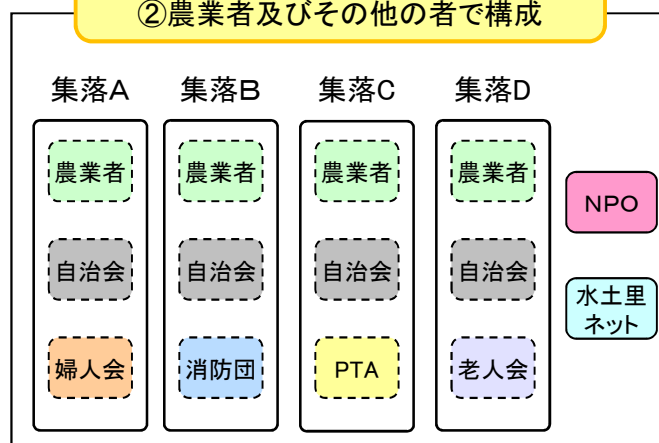 ②農業者及びその他の者で構成
集落A
集落B
集落C
集落D
農業者
農業者
農業者
農業者
NPO
自治会
自治会
自治会
自治会
水土里
ネット
婦人会
消防団
PTA
老人会